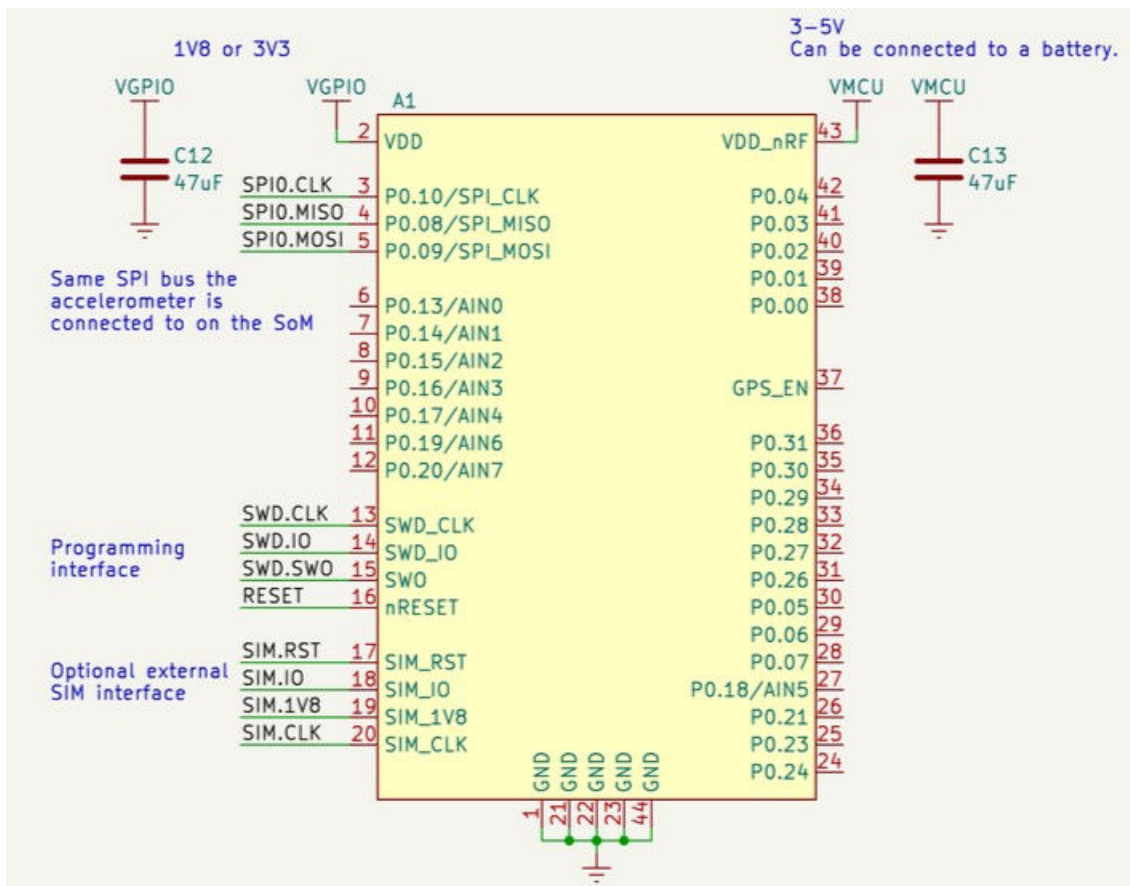 1V8 or 3V3
3-5V
Can be connected to a battery.
VGPIO
VGPIO
A1
VMCU
VMCU
2
VDD
VDD_nRF
43
C12
47uF
C13
47uF
SPI0.CLK
3
P0.10/SPI_CLK
P0.04
42
SPI0.MISO
4
P0.08/SPI_MISO
P0.03
41
SPI0.MOSI
5
P0.09/SPI_MOSI
P0.02
40
P0.01
39
Same SPI bus the
accelerometer is
connected to on the SoM
6
P0.13/AIN0
P0.00
38
7
P0.14/AIN1
8
P0.15/AIN2
9
P0.16/AIN3
GPS_EN
37
10
P0.17/AIN4
11
P0.19/AIN6
P0.31
36
12
P0.20/AIN7
P0.30
35
P0.29
34
Programming
interface
SWD.CLK
13
SWD_CLK
P0.28
33
SWD.IO
14
SWD_IO
P0.27
32
SWD.SWO
15
SWO
P0.26
31
RESET
16
nRESET
P0.05
30
P0.06
29
Optional external
SIM interface
SIM.RST
17
SIM_RST
P0.07
28
SIM.IO
18
SIM_IO
P0.18/AIN5
27
SIM.1V8
19
SIM_1V8
P0.21
26
SIM.CLK
20
SIM_CLK
P0.23
25
P0.24
24
GND
GND
GND
GND
GND
1
21
22
23
44